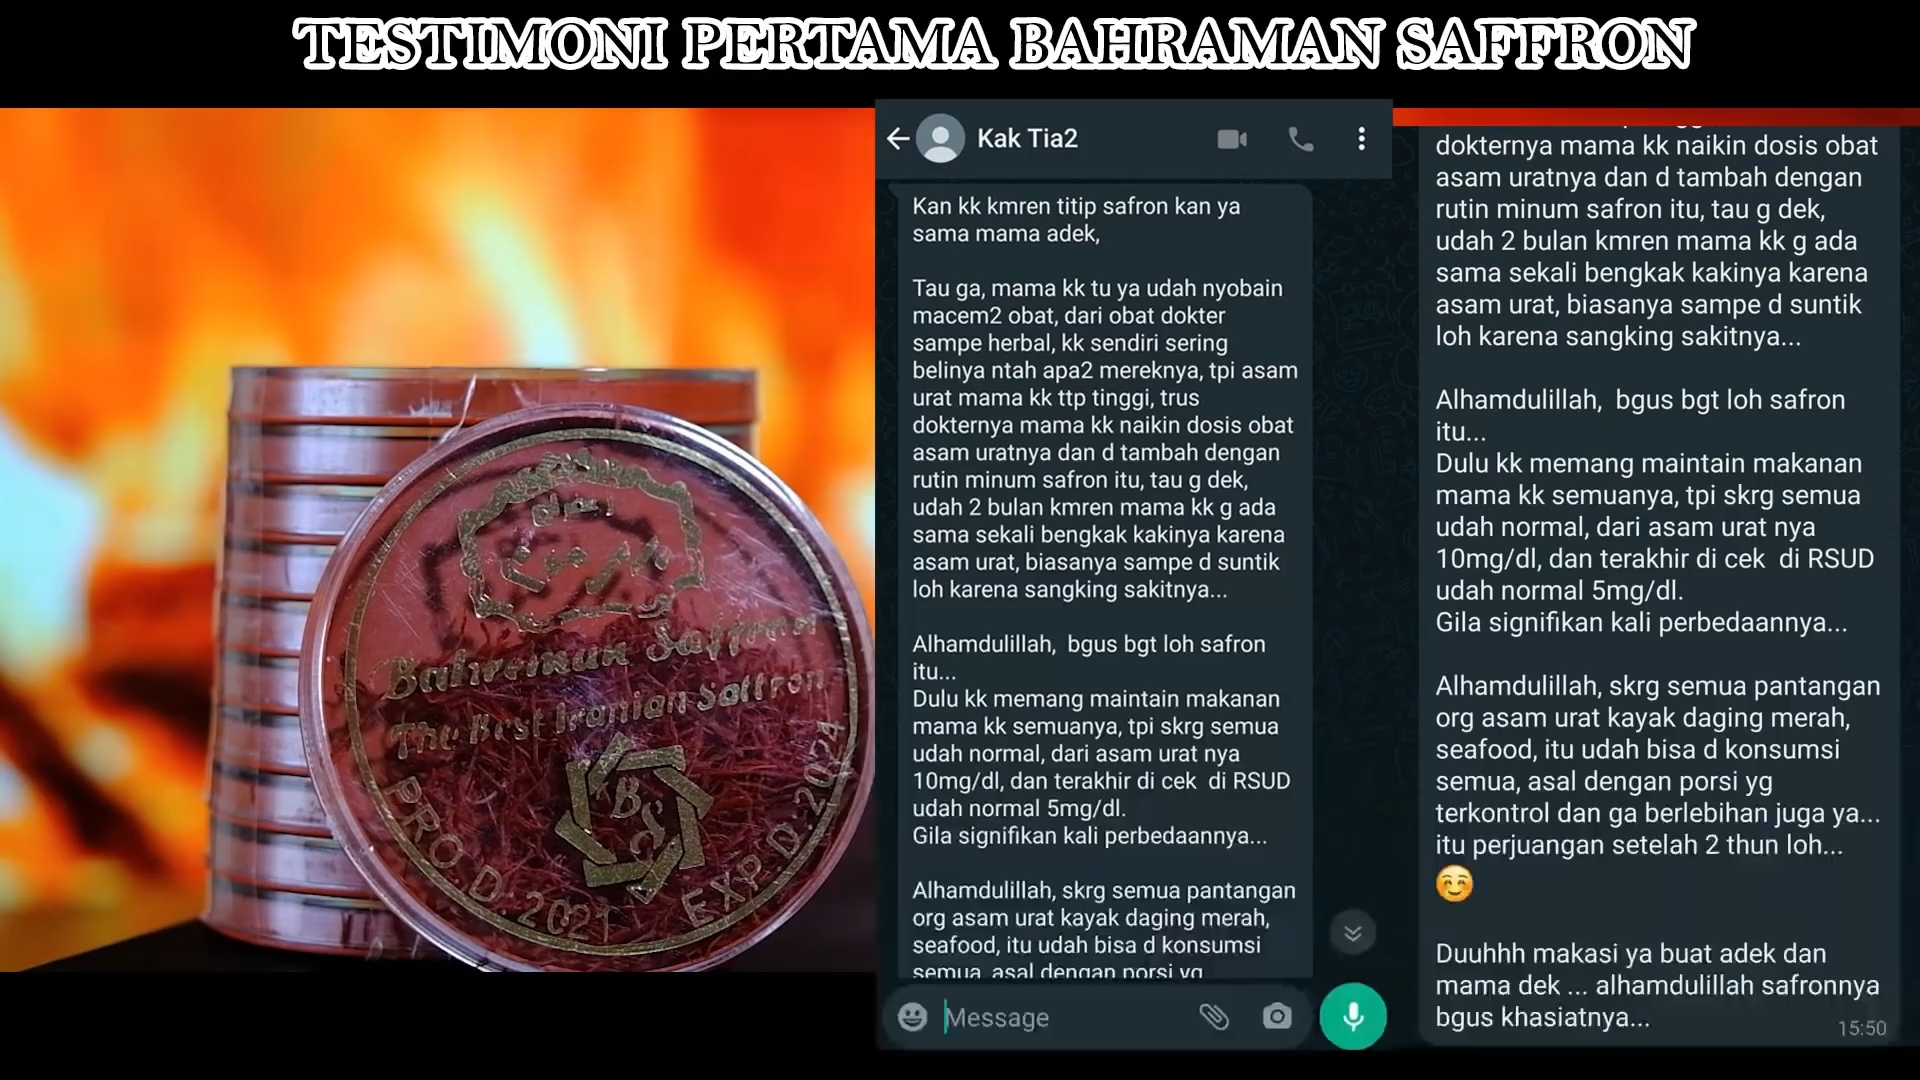 TESTIMONI PERTAMA BAHRAMAN SAFFRON
Bahreman Saffron
The Best Iranian Saffron
BS
PRO.D.2021 EXP.D.2024
Kak Tia2
Kan kk kmren titip safron kan ya
sama mama adek,
Tau ga, mama kk tu ya udah nyobain
macem2 obat, dari obat dokter
sampe herbal, kk sendiri sering
belinya ntah apa2 mereknya, tpi asam
urat mama kk ttp tinggi, trus
dokternya mama kk naikin dosis obat
asam uratnya dan d tambah dengan
rutin minum safron itu, tau g dek,
udah 2 bulan kmren mama kk g ada
sama sekali bengkak kakinya karena
asam urat, biasanya sampe d suntik
loh karena sangking sakitnya...
Alhamdulillah,  bgus bgt loh safron
itu...
Dulu kk memang maintain makanan
mama kk semuanya, tpi skrg semua
udah normal, dari asam urat nya
10mg/dl, dan terakhir di cek  di RSUD
udah normal 5mg/dl.
Gila signifikan kali perbedaannya...
Alhamdulillah, skrg semua pantangan
org asam urat kayak daging merah,
seafood, itu udah bisa d konsumsi
semua, asal dengan porsi yg
Message
dokternya mama kk naikin dosis obat
asam uratnya dan d tambah dengan
rutin minum safron itu, tau g dek,
udah 2 bulan kmren mama kk g ada
sama sekali bengkak kakinya karena
asam urat, biasanya sampe d suntik
loh karena sangking sakitnya...
Alhamdulillah,  bgus bgt loh safron
itu...
Dulu kk memang maintain makanan
mama kk semuanya, tpi skrg semua
udah normal, dari asam urat nya
10mg/dl, dan terakhir di cek  di RSUD
udah normal 5mg/dl.
Gila signifikan kali perbedaannya...
Alhamdulillah, skrg semua pantangan
org asam urat kayak daging merah,
seafood, itu udah bisa d konsumsi
semua, asal dengan porsi yg
terkontrol dan ga berlebihan juga ya...
itu perjuangan setelah 2 thun loh...
☺️
Duuhhh makasi ya buat adek dan
mama dek ... alhamdulillah safronnya
bgus khasiatnya...
15:50